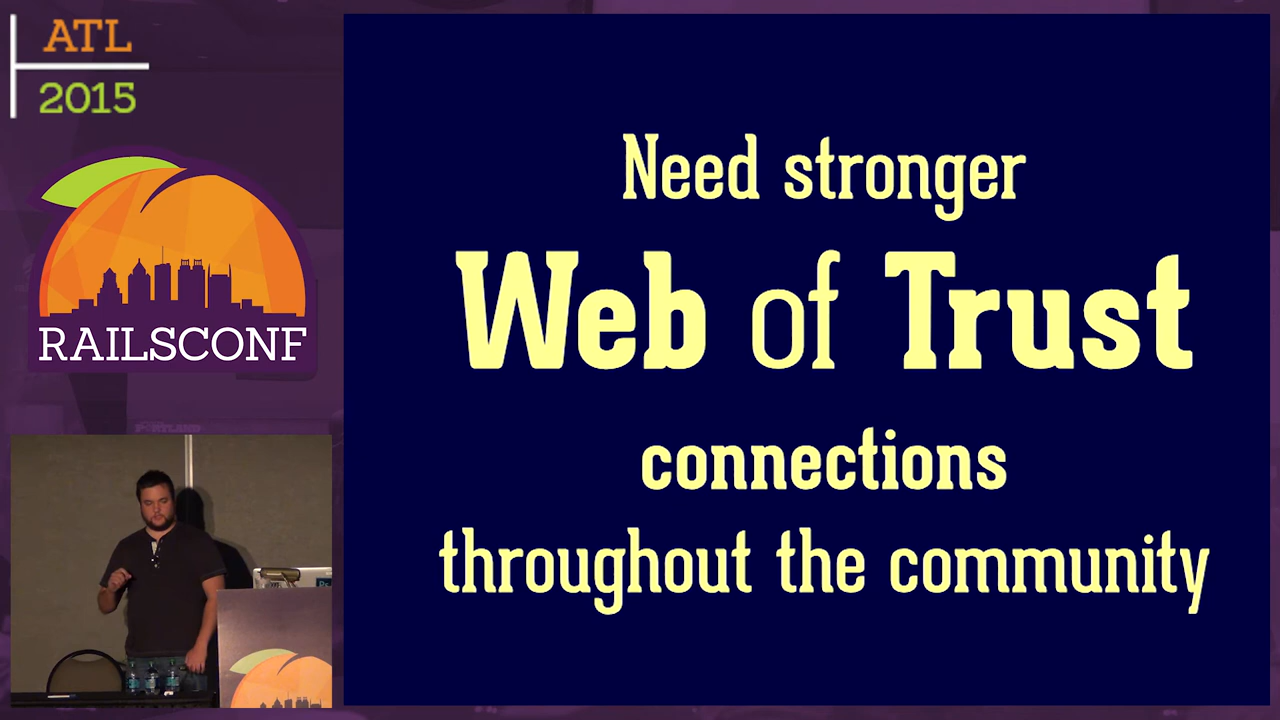 ATL
2015
RAILSCONF
Need stronger
Web of Trust
connections
throughout the community